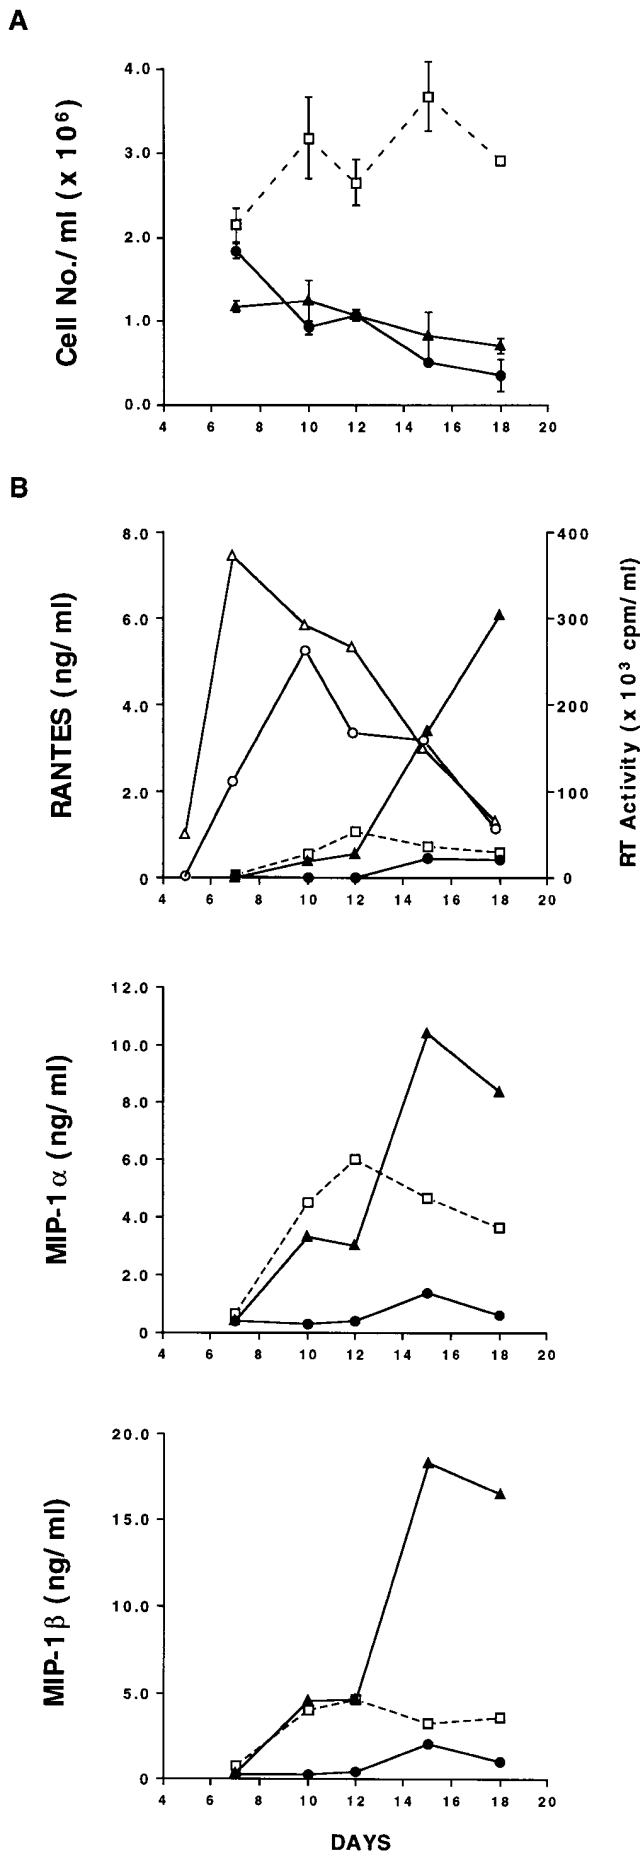 A
Cell No./ ml ( x 10⁶)
4.0
3.0
2.0
1.0
0.0
4 6 8 10 12 14 16 18 20
B
RANTES ( ng/ ml)
8.0
6.0
4.0
2.0
0
400
300
200
100
0
RT Activity ( x 10³ cpm/ ml)
4 6 8 10 12 14 16 18 20
MIP-1α ( ng/ ml)
12.0
10.0
8.0
6.0
4.0
2.0
0
4 6 8 10 12 14 16 18 20
MIP-1β (ng/ ml)
20.0
15.0
10.0
5.0
0
4 6 8 10 12 14 16 18 20
DAYS